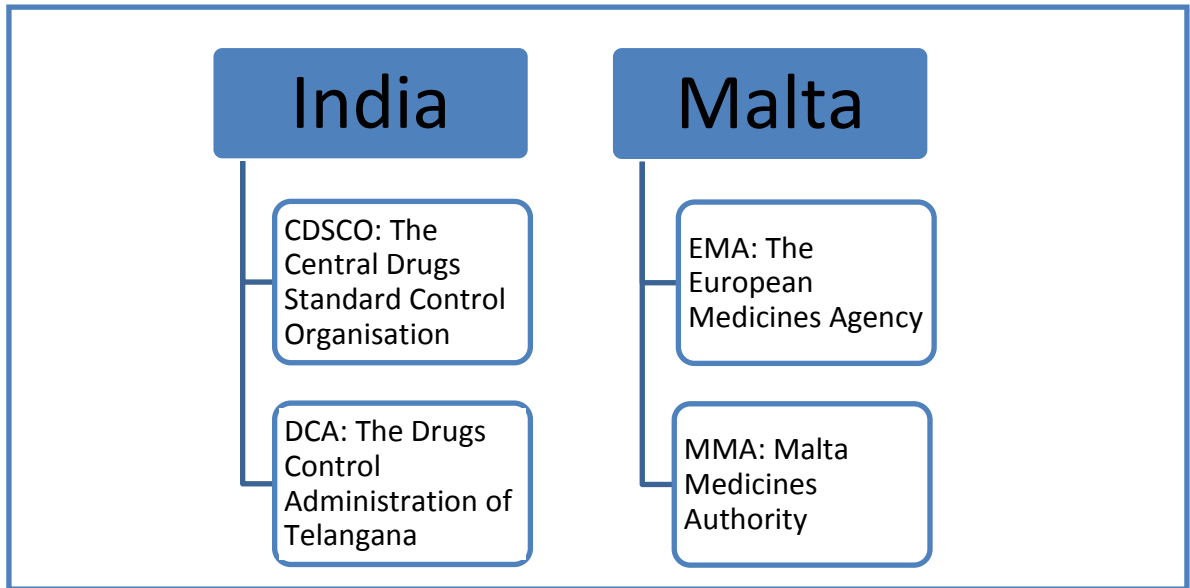 India
CDSCO: The
Central Drugs
Standard Control
Organisation
DCA: The Drugs
Control
Administration of
Telangana
Malta
EMA: The
European
Medicines Agency
MMA: Malta
Medicines
Authority